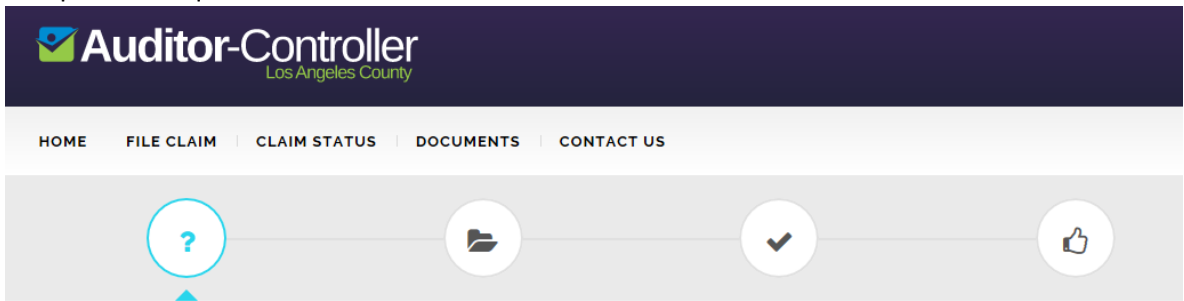 Auditor-Controller
Los Angeles County
HOME FILE CLAIM CLAIM STATUS DOCUMENTS CONTACT US
?